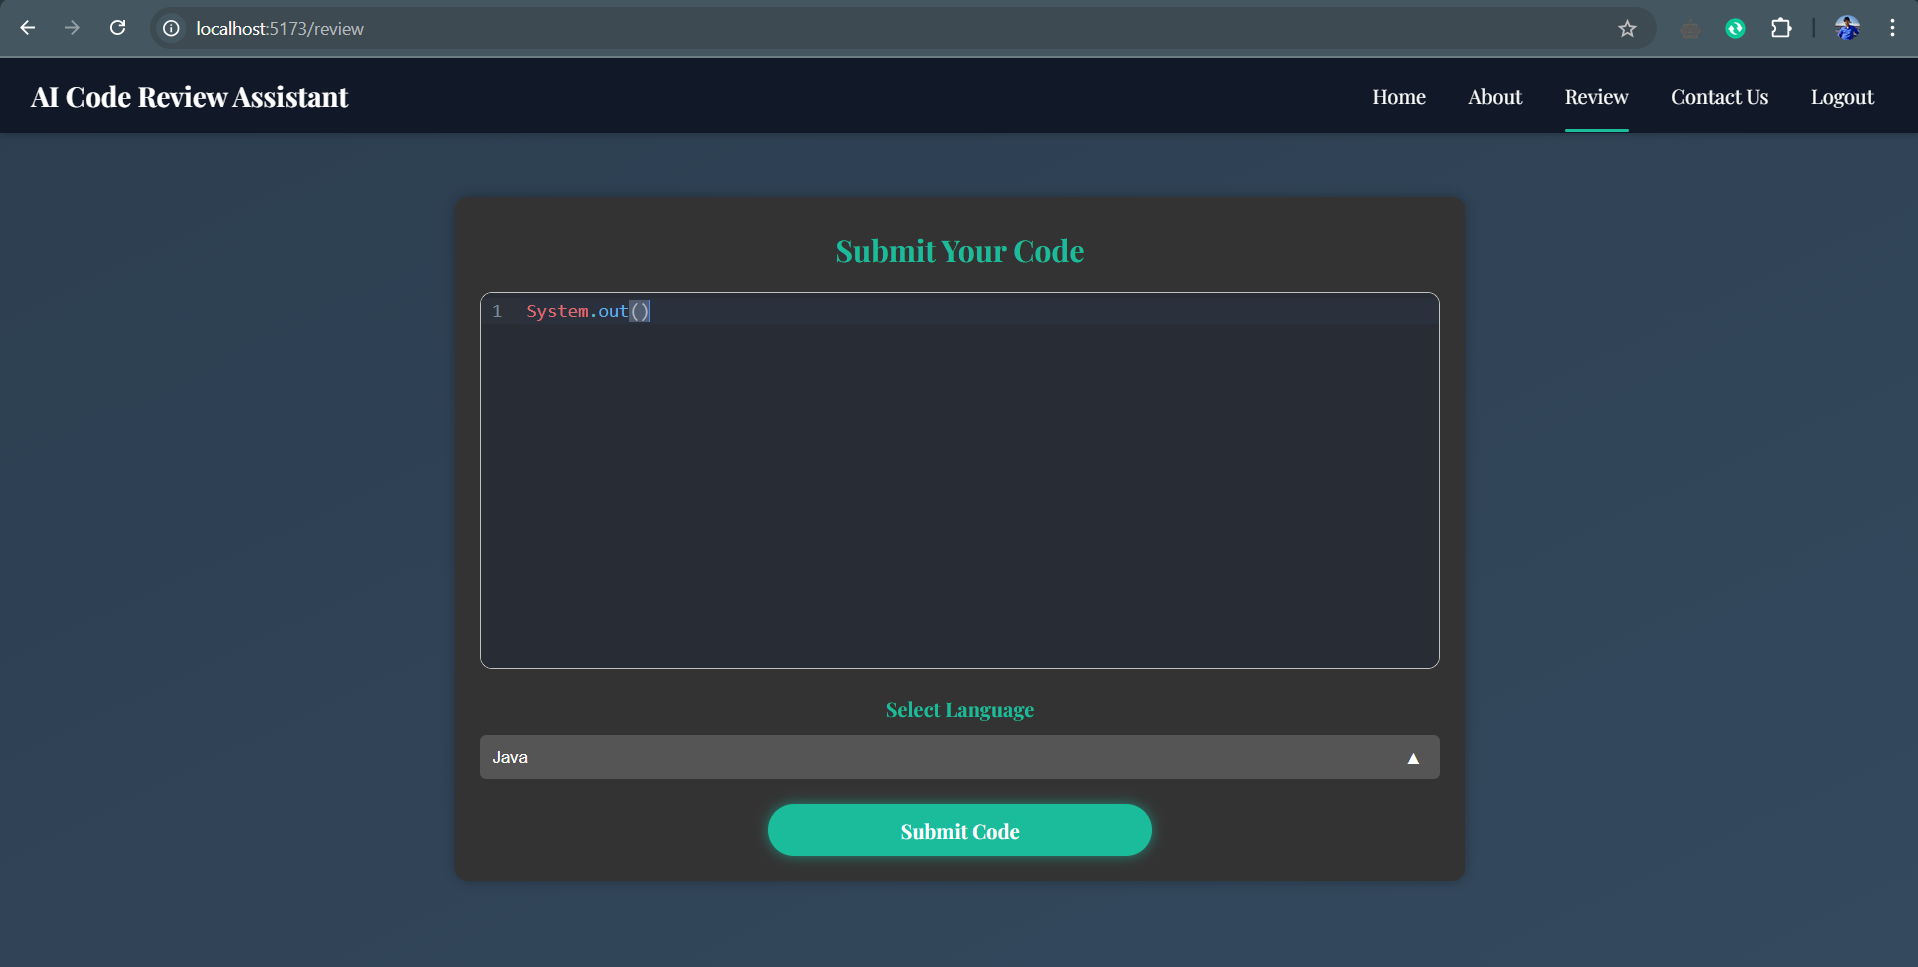 localhost:5173/review
AI Code Review Assistant
Home About Review Contact Us Logout
Submit Your Code
1 System.out()
Select Language
Java ▲
Submit Code